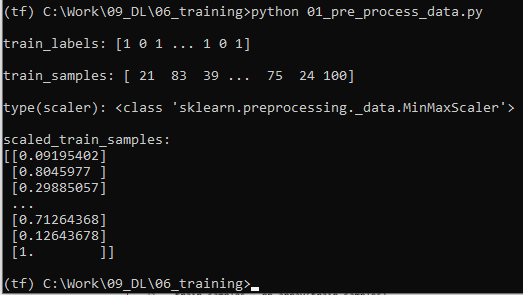 (tf) C:\Work\09_DL\06_training>python 01_pre_process_data.py
train_labels: [1 0 1 ... 1 0 1]
train_samples: [ 21  83  39 ...  75  24 100]
type(scaler): <class 'sklearn.preprocessing._data.MinMaxScaler'>
scaled_train_samples:
[[0.09195402]
 [0.8045977 ]
 [0.29885057]
 ...
 [0.71264368]
 [0.12643678]
 [1.        ]]
(tf) C:\Work\09_DL\06_training>